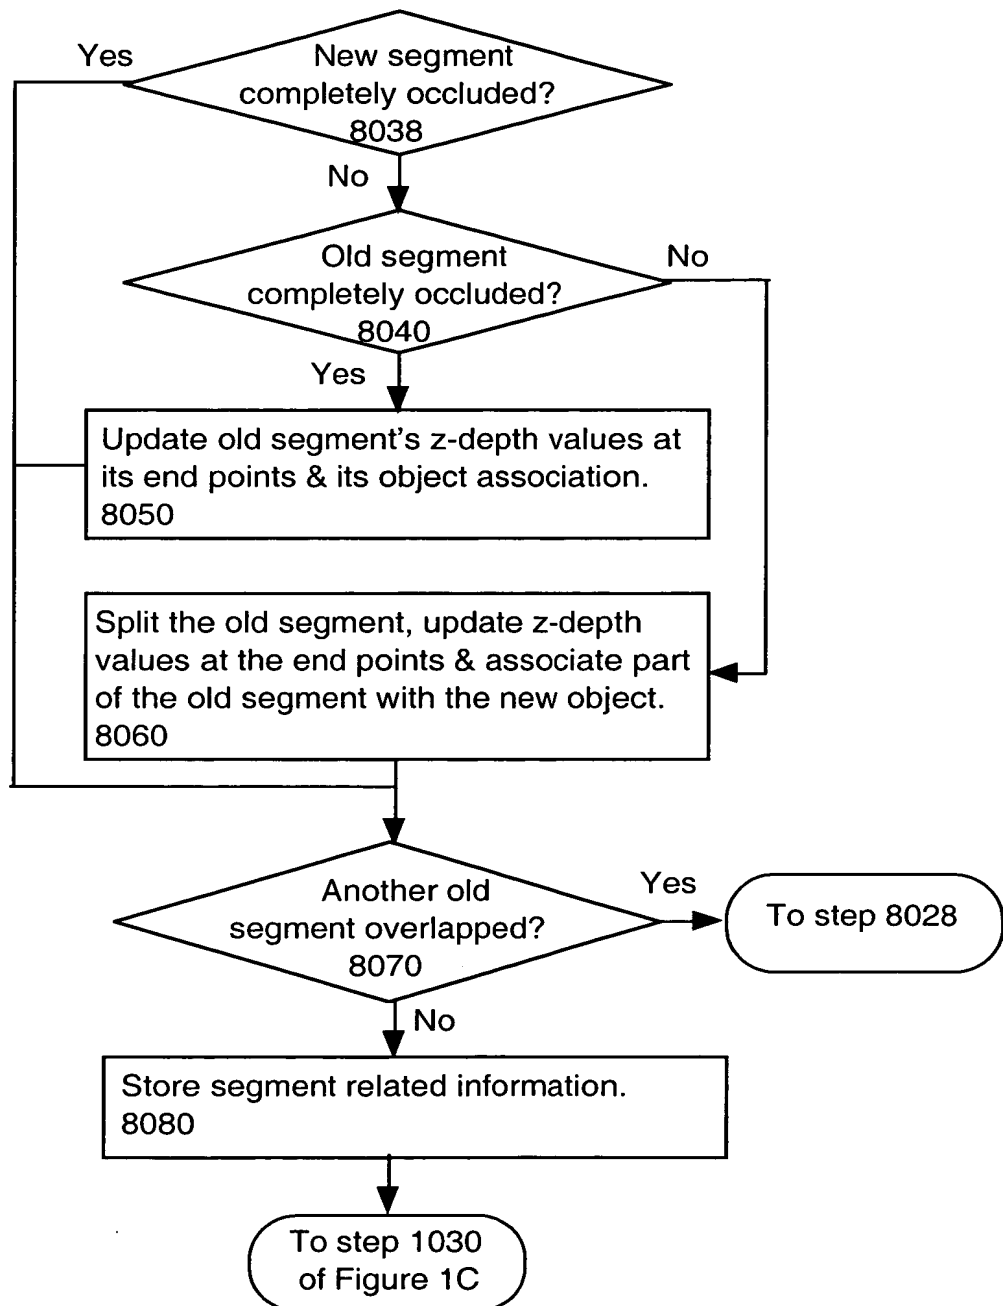 Yes
New segment
completely occluded?
8038
No
Old segment
completely occluded?
8040
No
Yes
Update old segment's z-depth values at
its end points & its object association.
8050
Split the old segment, update z-depth
values at the end points & associate part
of the old segment with the new object.
8060
Another old
segment overlapped?
8070
Yes
To step 8028
No
Store segment related information.
8080
To step 1030
of Figure 1C